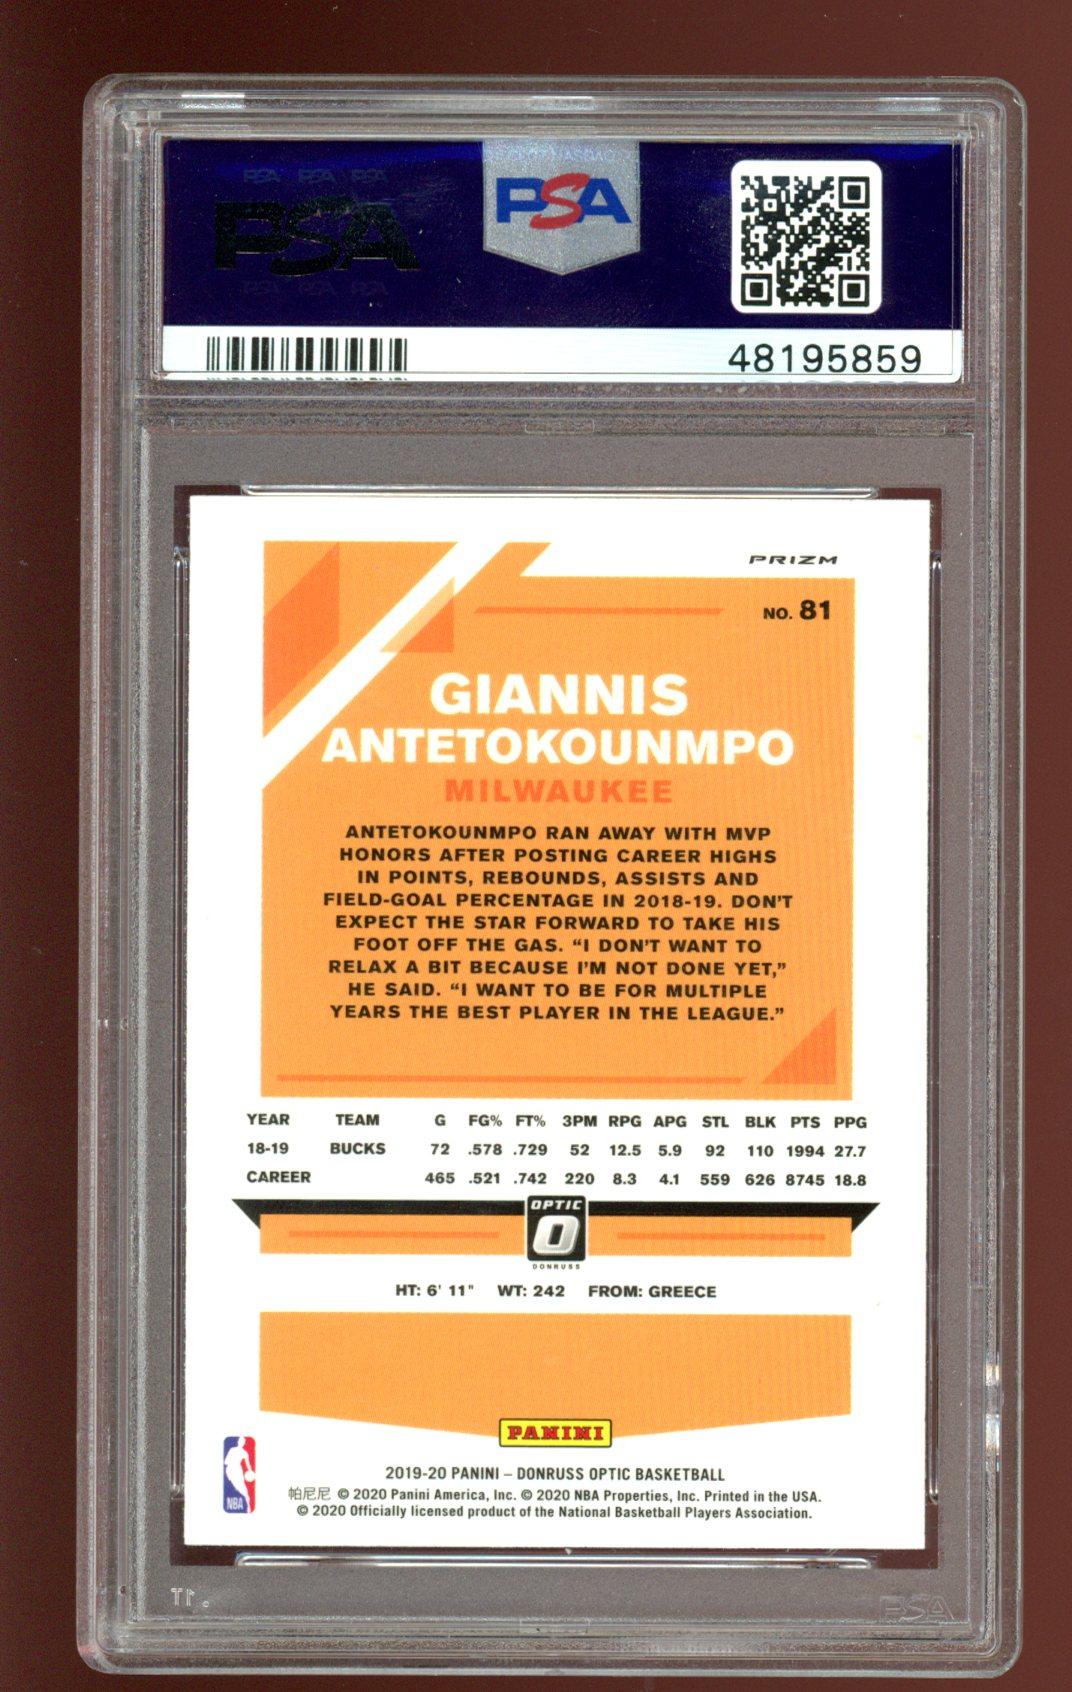 PSA PSA PSA
PSA
PSA PSA PSA
PSA
48195859
PRIZM
NO. 81
GIANNIS
ANTETOKOUNMPO
MILWAUKEE
ANTETOKOUNMPO RAN AWAY WITH MVP
HONORS AFTER POSTING CAREER HIGHS
IN POINTS, REBOUNDS, ASSISTS AND
FIELD-GOAL PERCENTAGE IN 2018-19. DON'T
EXPECT THE STAR FORWARD TO TAKE HIS
FOOT OFF THE GAS. “I DON'T WANT TO
RELAX A BIT BECAUSE I'M NOT DONE YET,”
HE SAID. “I WANT TO BE FOR MULTIPLE
YEARS THE BEST PLAYER IN THE LEAGUE.”
YEAR TEAM G FG% FT% 3PM RPG APG STL BLK PTS PPG
18-19 BUCKS 72 .578 .729 52 12.5 5.9 92 110 1994 27.7
CAREER 465 .521 .742 220 8.3 4.1 559 626 8745 18.8
OPTIC
O
DONRUSS
HT: 6' 11" WT: 242 FROM: GREECE
PANINI
NBA
2019-20 PANINI – DONRUSS OPTIC BASKETBALL
帕尼尼 © 2020 Panini America, Inc. © 2020 NBA Properties, Inc. Printed in the USA.
© 2020 Officially licensed product of the National Basketball Players Association.
PSA